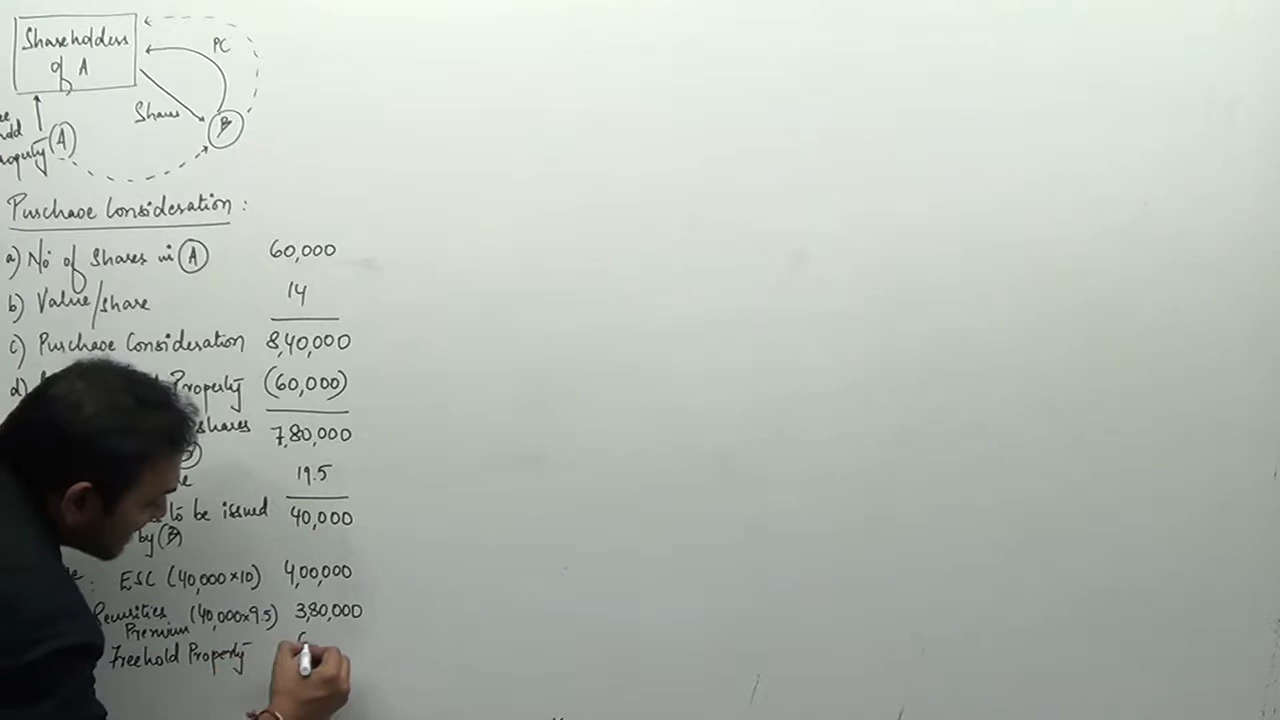 Shareholders
of A
PC
Shares
B
A
Property
Purchase Consideration :
a) No of Shares in A 60,000
b) Value/share 14
c) Purchase Consideration 8,40,000
d) Property (60,000)
shares 7,80,000
19.5
to be issued 40,000
by B
: ESC (40,000×10) 4,00,000
Securities (40,000×9.5) 3,80,000
Premium
Freehold Property